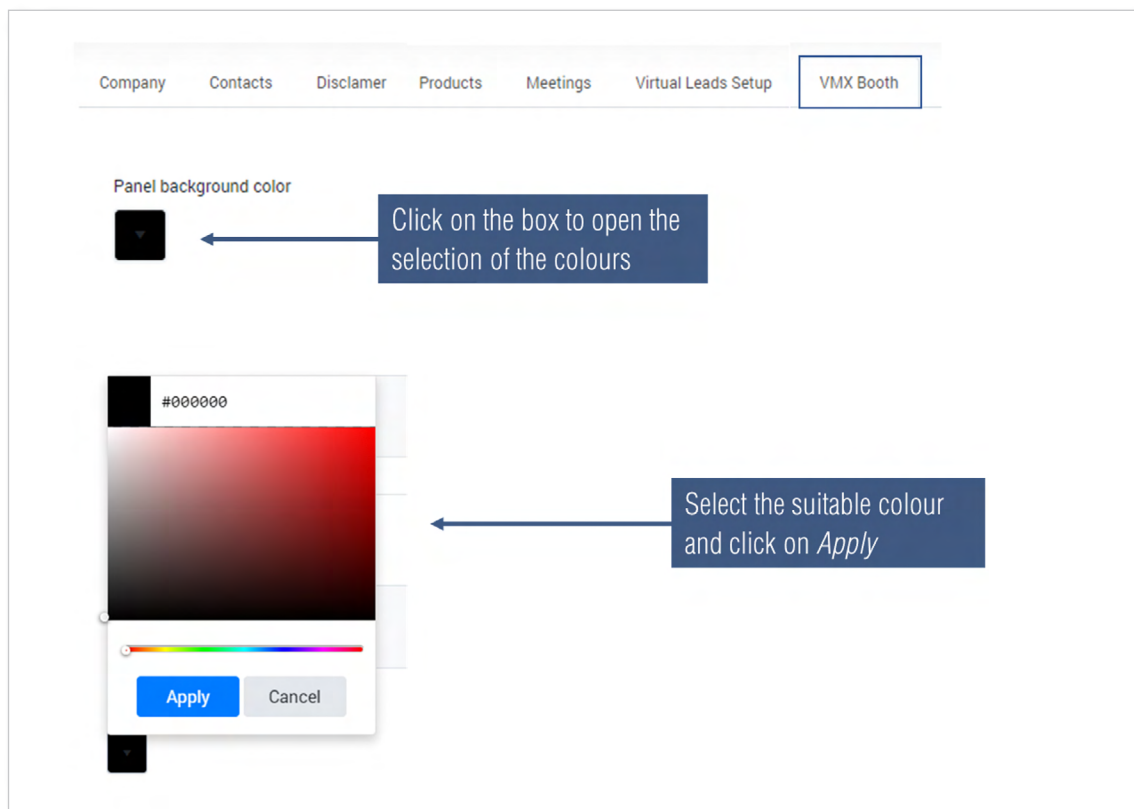 Company Contacts Disclamer Products Meetings Virtual Leads Setup VMX Booth
Panel background color
Click on the box to open the
selection of the colours
#000000
Select the suitable colour
and click on Apply
Apply Cancel